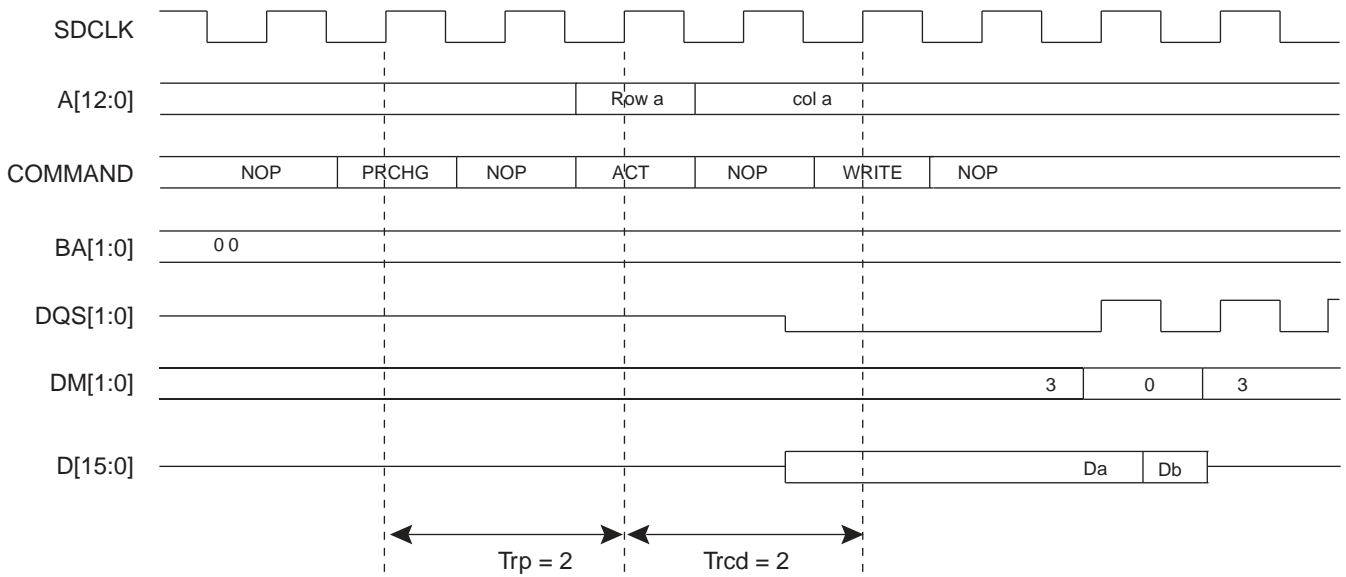 SDCLK
A[12:0] Row a col a
COMMAND NOP PRCHG NOP ACT NOP WRITE NOP
BA[1:0] 0 0
DQS[1:0]
DM[1:0] 3 0 3
D[15:0] Da Db
Trp = 2 Trcd = 2